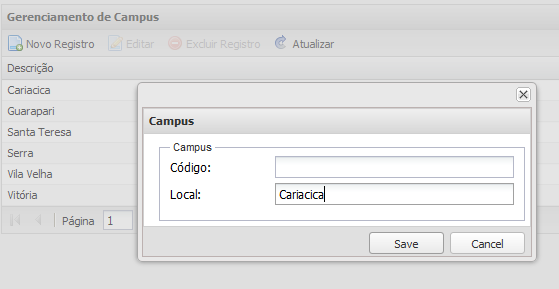 Gerenciamento de Campus
Novo Registro Editar Excluir Registro Atualizar
Descrição
Cariacica
Guarapari
Santa Teresa
Serra
Vila Velha
Vitória
Página 1
Campus
Campus
Código:
Local: Cariacica
Save Cancel